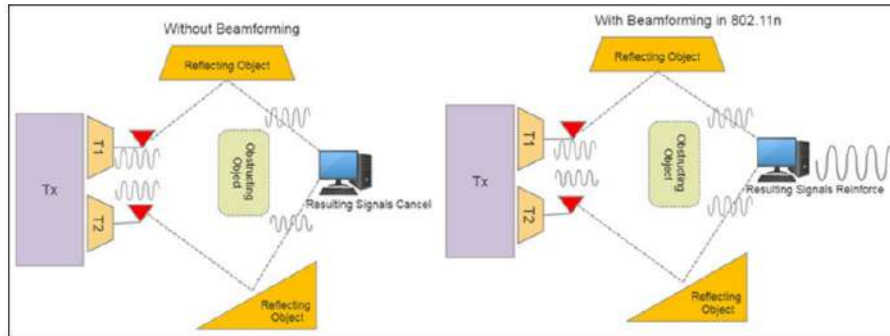 Without Beamforming
Reflecting Object
T1
Tx
T2
Obstructing
Object
Resulting Signals Cancel
Reflecting
Object
With Beamforming in 802.11n
Reflecting Object
T1
Tx
T2
Obstructing
Object
Resulting Signals Reinforce
Reflecting
Object